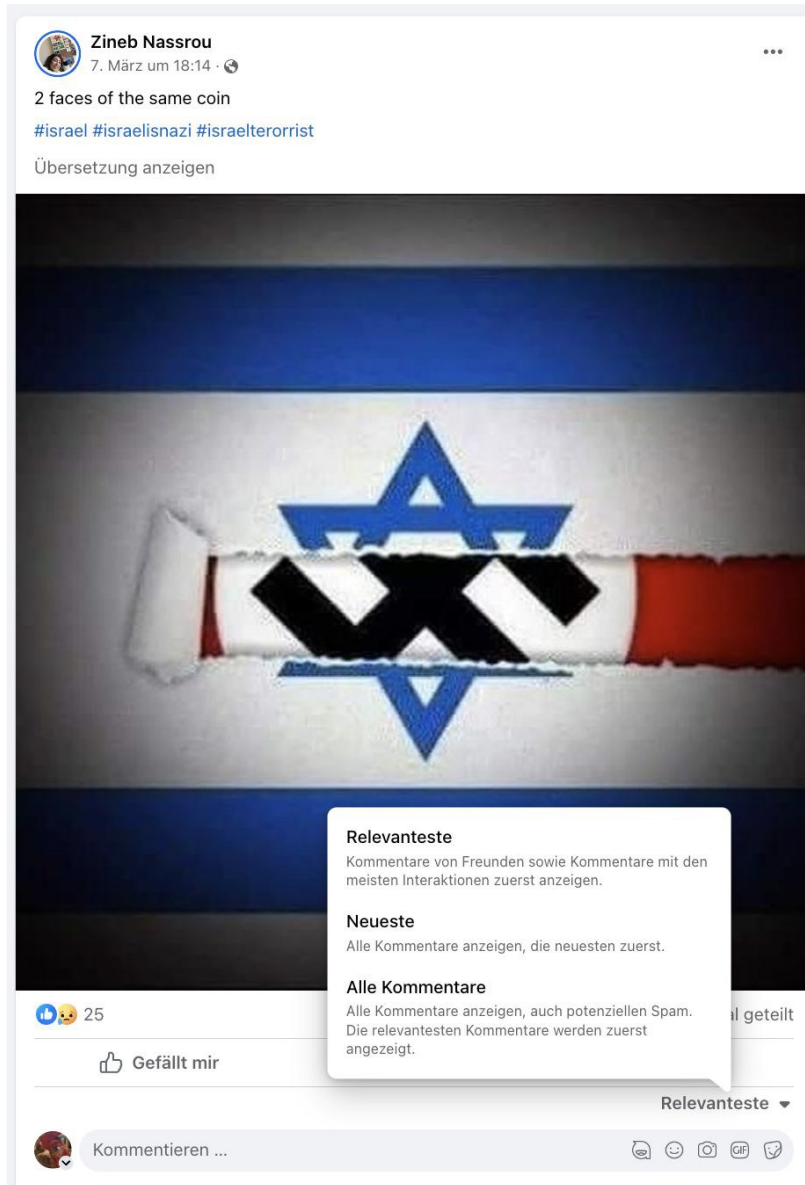 Zineb Nassrou
7. März um 18:14 ·
2 faces of the same coin
#israel #israelisnazi #israelterorrist
Übersetzung anzeigen
Relevanteste
Kommentare von Freunden sowie Kommentare mit den
meisten Interaktionen zuerst anzeigen.
Neueste
Alle Kommentare anzeigen, die neuesten zuerst.
Alle Kommentare
Alle Kommentare anzeigen, auch potenziellen Spam.
Die relevantesten Kommentare werden zuerst
angezeigt.
25
geteilt
Gefällt mir
Relevanteste
Kommentieren ...
GIF